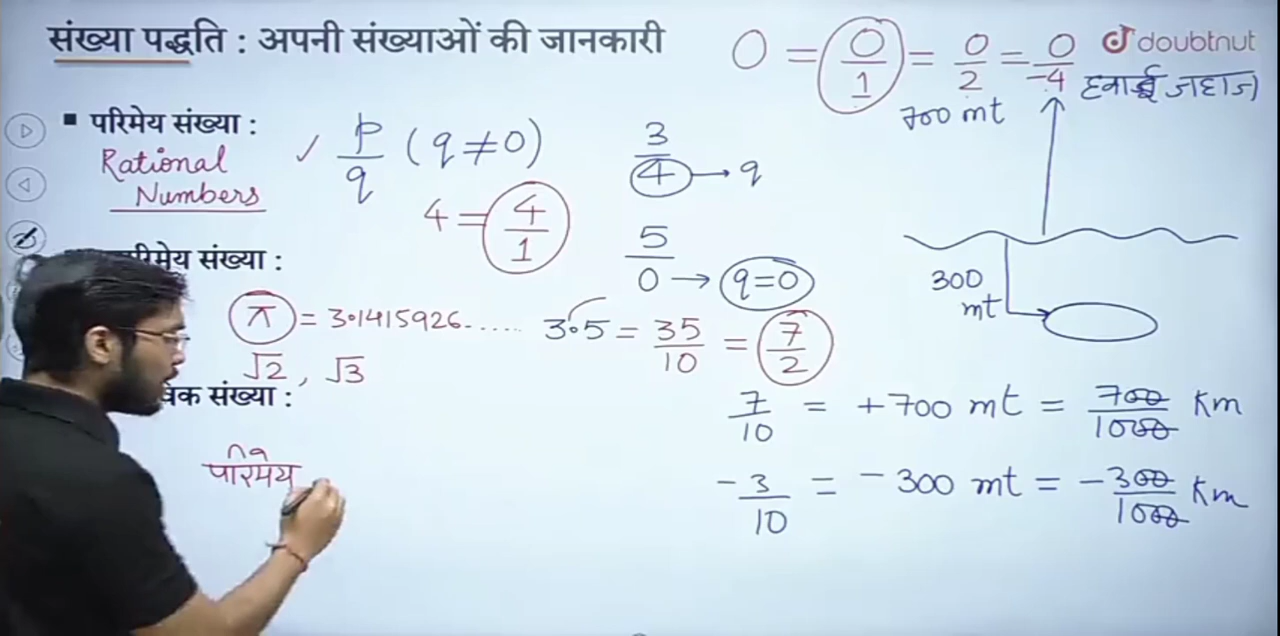 संख्या पद्धति : अपनी संख्याओं की जानकारी
0 = 0/1 = 0/2 = 0/-4
doubtnut
हवाई जहाज
700 mt
▪ परिमेय संख्या :
Rational
Numbers
✓ p/q (q ≠ 0)
3/4 → q
4 = 4/1
5/0 → q=0
संख्या :
300
mt
π = 3.1415926......
3.5 = 35/10 = 7/2
√2 , √3
संख्या :
7/10 = +700 mt = 700/1000 Km
परिमेय
-3/10 = -300 mt = -300/1000 Km